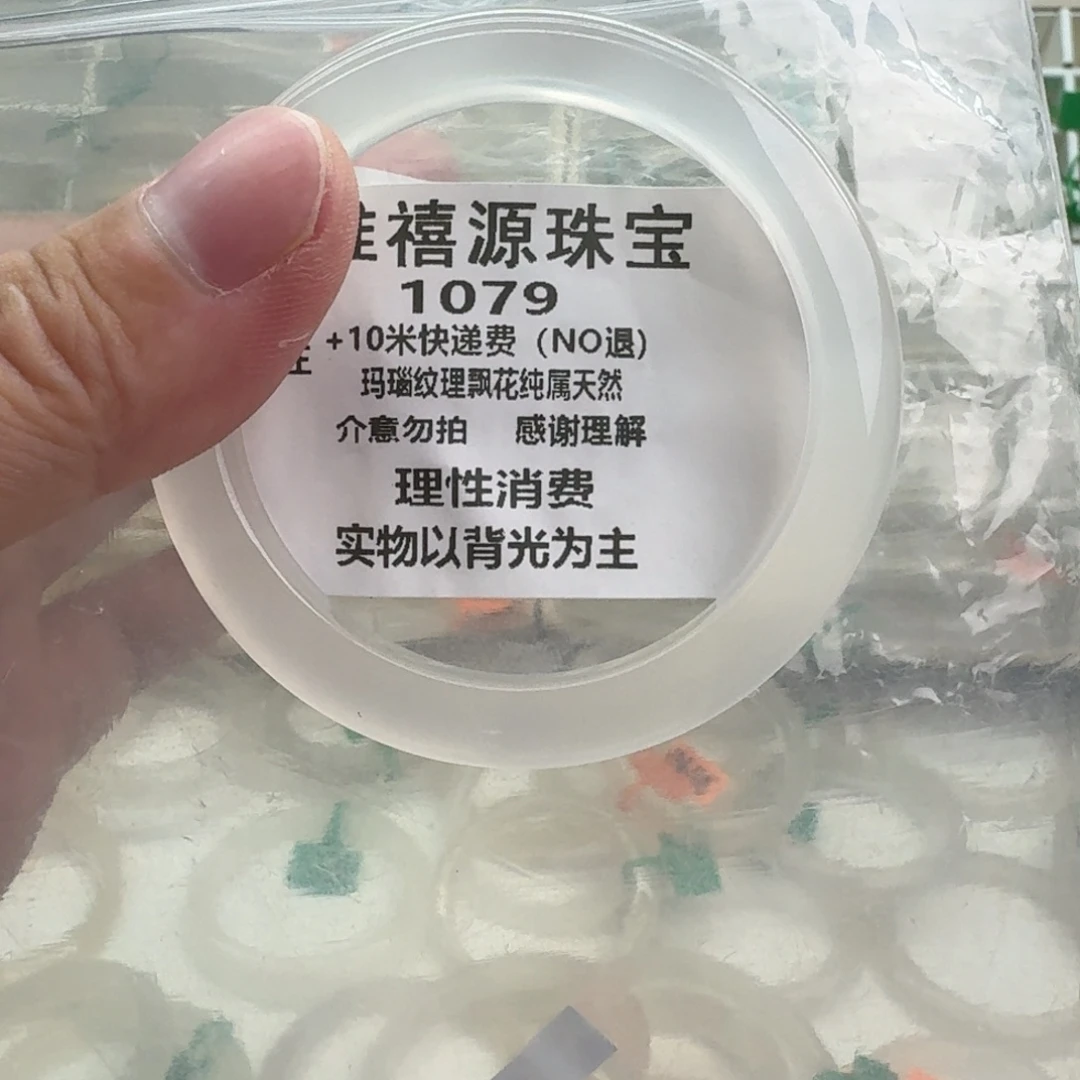 禧源珠宝
1079
+10米快递费（NO退)
玛瑙纹理飘花纯属天然
介意勿拍 感谢理解
理性消费
实物以背光为主